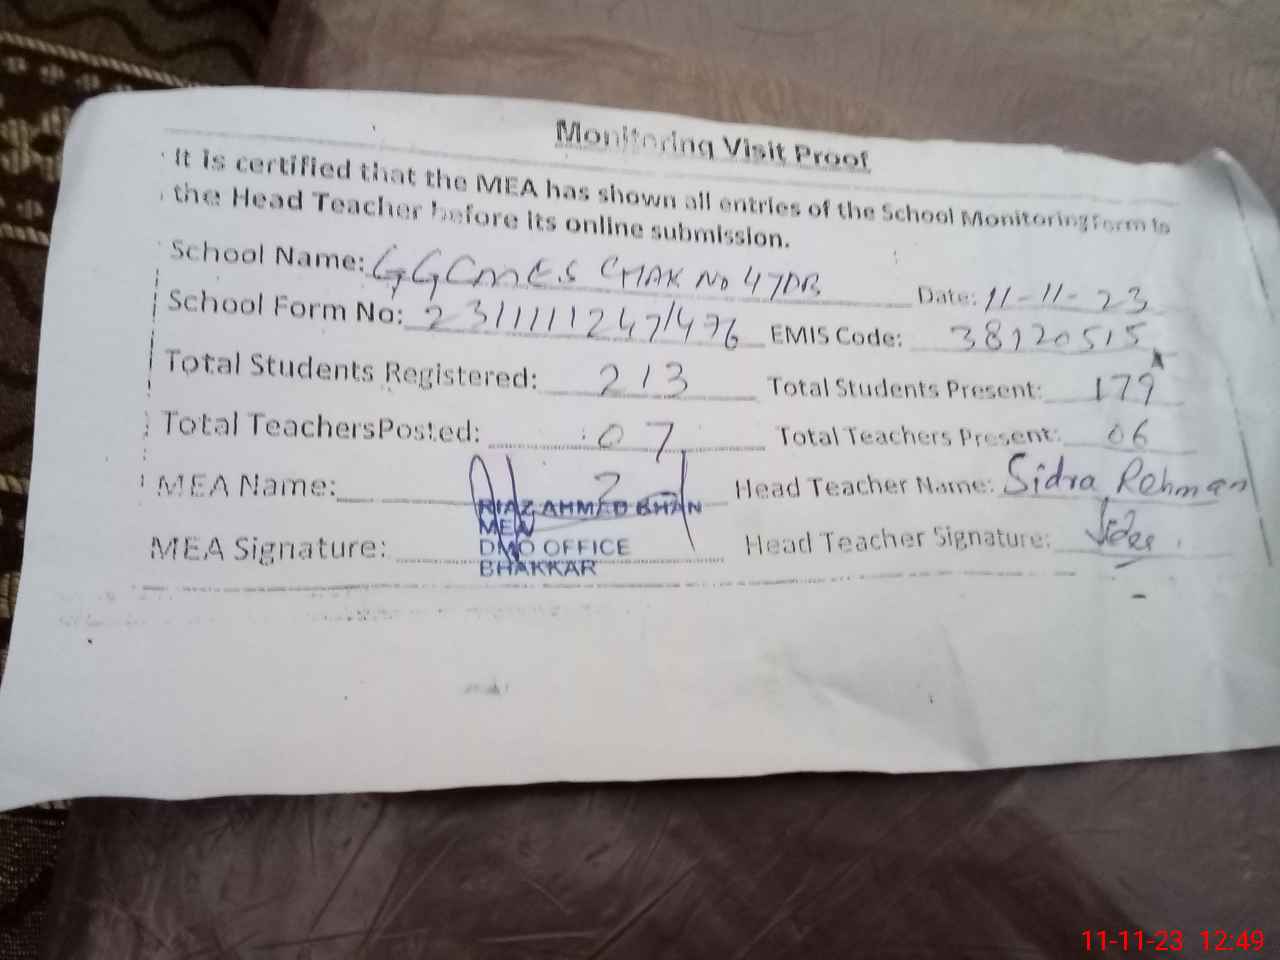 Monitoring Visit Proof
It is certified that the MEA has shown all entries of the School Monitoring Form to
the Head Teacher before its online submission.
School Name: GGCMES CHAK No 47DB Date: 11-11-23
School Form No: 231111247/476 EMIS Code: 38120515
Total Students Registered: 213 Total Students Present: 179
Total TeachersPosted: 07 Total Teachers Present: 06
MEA Name: RIAZ AHMED BHAN Head Teacher Name: Sidra Rehman
MEA
MEA Signature: DMO OFFICE Head Teacher Signature: Sidra
BHAKKAR
11-11-23 12:49